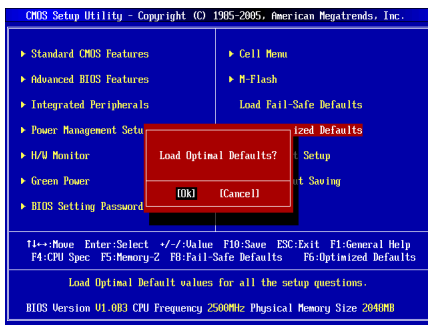 CMOS Setup Utility - Copyright (C) 1985-2005, American Megatrends, Inc.
Standard CMOS Features
Cell Menu
Advanced BIOS Features
M-Flash
Integrated Peripherals
Load Fail-Safe Defaults
Power Management Setu
ized Defaults
H/W Monitor
Load Optimal Defaults?
t Setup
Green Power
[Ok] [Cancel]
ut Saving
BIOS Setting Password
↑↓↔:Move Enter:Select +/-/:Value F10:Save ESC:Exit F1:General Help
F4:CPU Spec F5:Memory-Z F8:Fail-Safe Defaults F6:Optimized Defaults
Load Optimal Default values for all the setup questions.
BIOS Version V1.0B3 CPU Frequency 2500MHz Physical Memory Size 2048MB